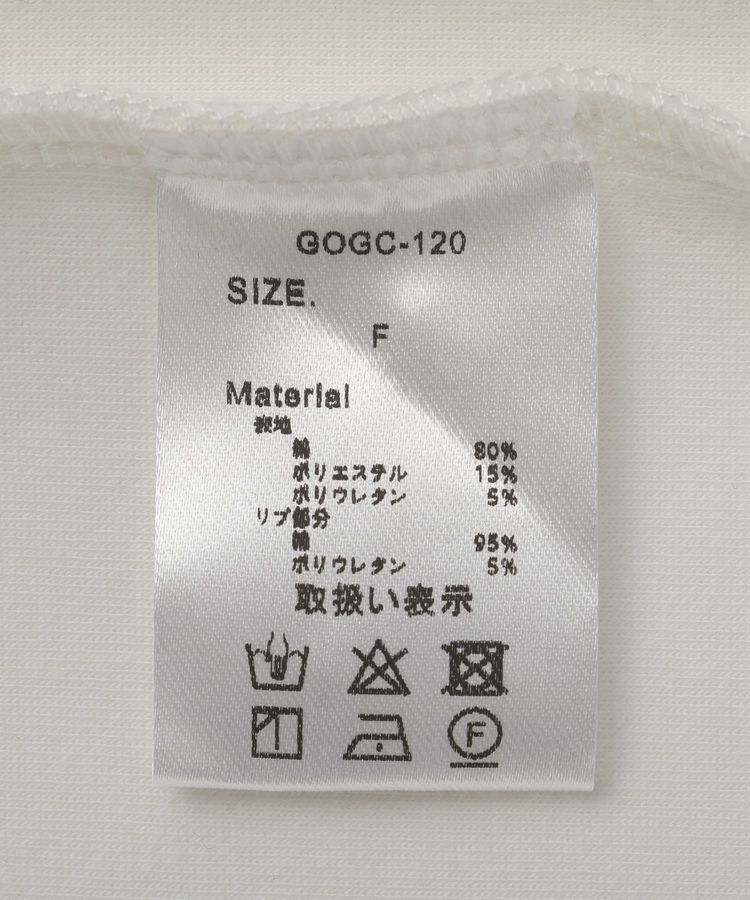 GOGC-120
SIZE.
F
Material
表地
綿 80%
ポリエステル 15%
ポリウレタン 5%
リブ部分
綿 95%
ポリウレタン 5%
取扱い表示
F